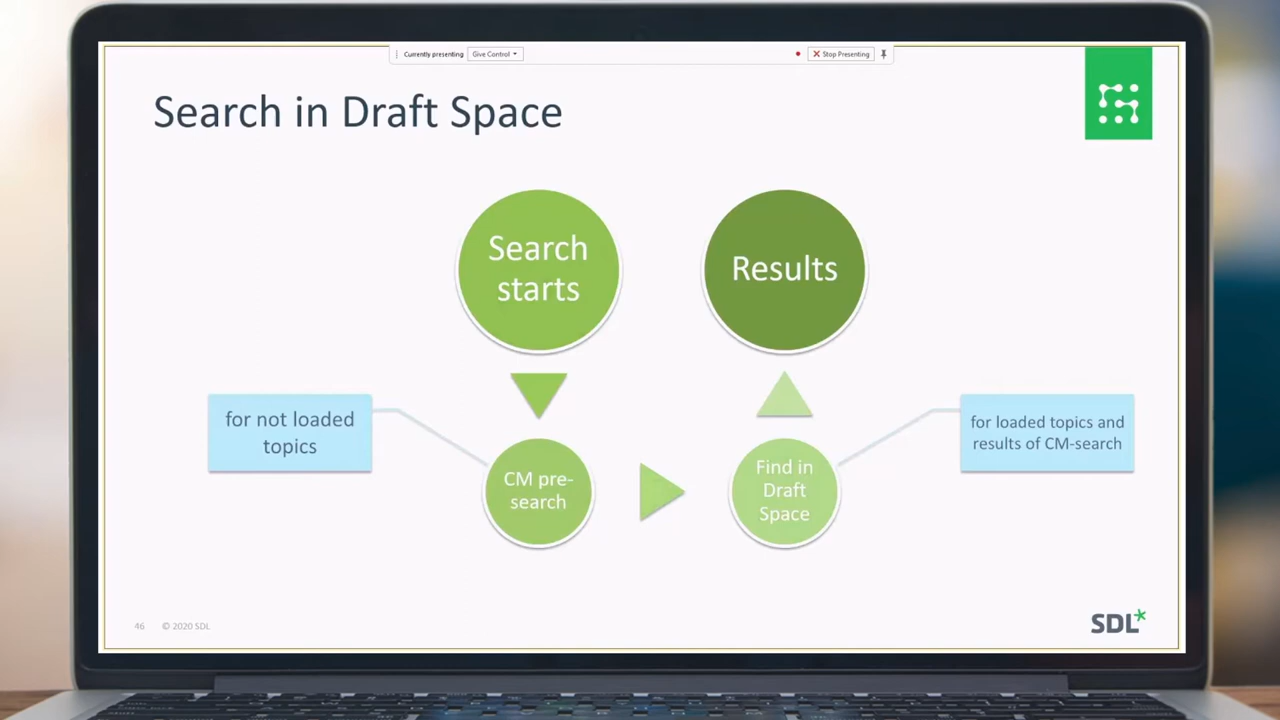 Currently presenting Give Control Stop Presenting
Search in Draft Space
Search
starts
Results
for not loaded
topics
for loaded topics and
results of CM-search
CM pre-
search
Find in
Draft
Space
46 © 2020 SDL
SDL*